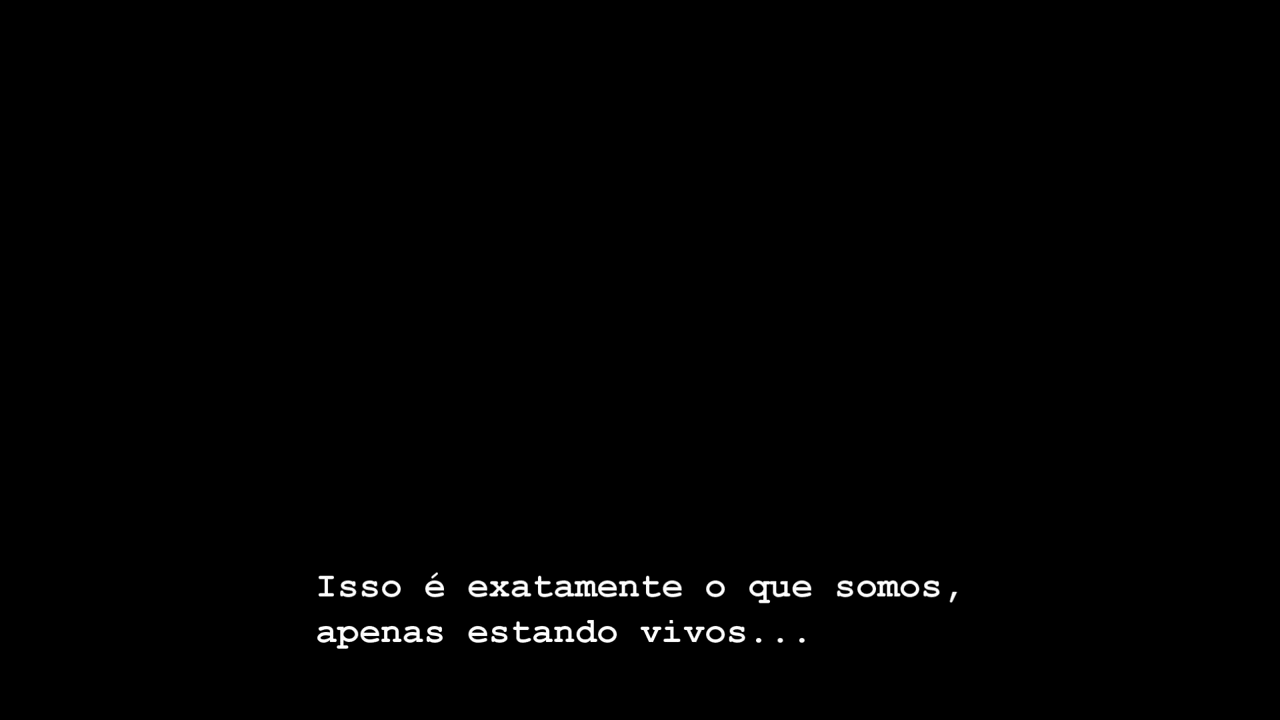 Isso é exatamente o que somos,
apenas estando vivos...